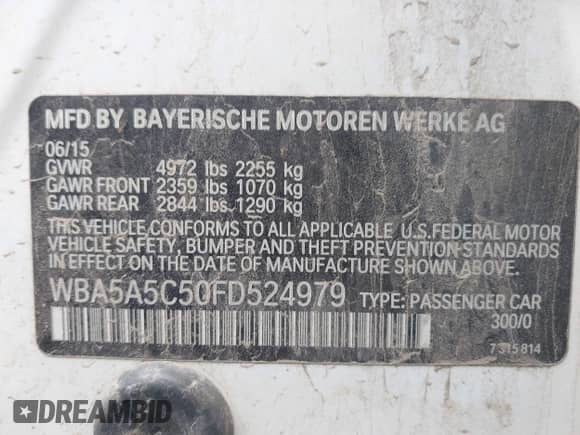 MFD BY BAYERISCHE MOTOREN WERKE AG
06/15
GVWR 4972 lbs 2255 kg
GAWR FRONT 2359 lbs 1070 kg
GAWR REAR 2844 lbs 1290 kg
THIS VEHICLE CONFORMS TO ALL APPLICABLE U.S.FEDERAL MOTOR
VEHICLE SAFETY, BUMPER AND THEFT PREVENTION STANDARDS
IN EFFECT ON THE DATE OF MANUFACTURE SHOWN ABOVE.
WBA5A5C50FD524979 TYPE: PASSENGER CAR
300/0
7 315 814
DREAMBID